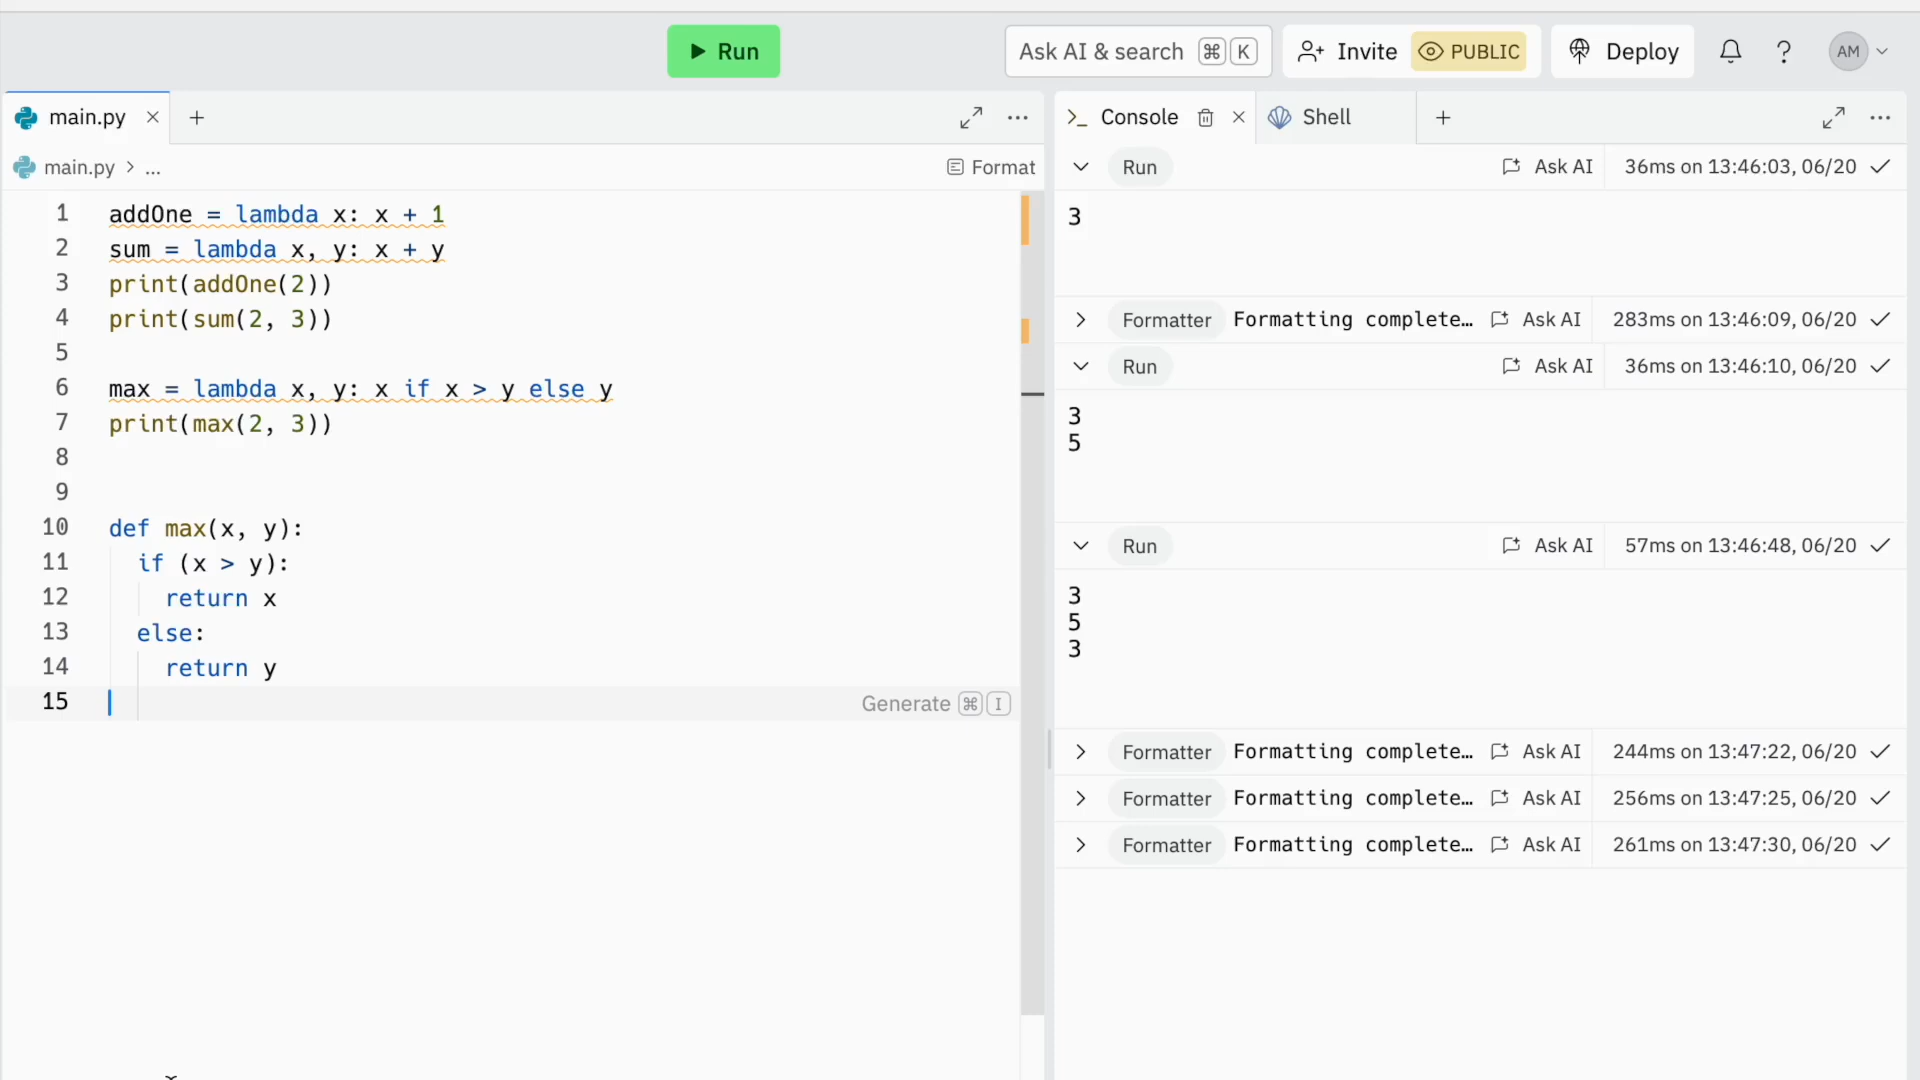 Run
Ask AI & search ⌘ K
Invite PUBLIC
Deploy
?
AM
main.py
Console
Shell
main.py > ...
Format
1 addOne = lambda x: x + 1
2 sum = lambda x, y: x + y
3 print(addOne(2))
4 print(sum(2, 3))
5
6 max = lambda x, y: x if x > y else y
7 print(max(2, 3))
8
9
10 def max(x, y):
11 if (x > y):
12 return x
13 else:
14 return y
15
Generate ⌘ I
Run Ask AI 36ms on 13:46:03, 06/20
3
Formatter Formatting complete… Ask AI 283ms on 13:46:09, 06/20
Run Ask AI 36ms on 13:46:10, 06/20
3
5
Run Ask AI 57ms on 13:46:48, 06/20
3
5
3
Formatter Formatting complete… Ask AI 244ms on 13:47:22, 06/20
Formatter Formatting complete… Ask AI 256ms on 13:47:25, 06/20
Formatter Formatting complete… Ask AI 261ms on 13:47:30, 06/20